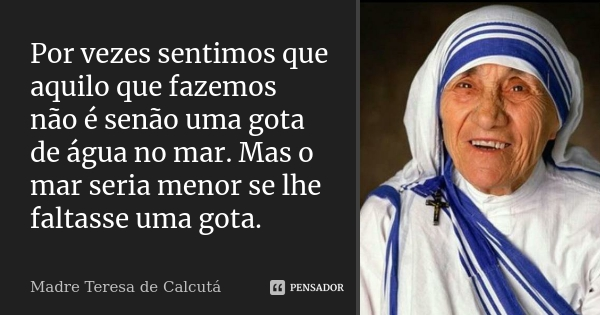 Por vezes sentimos que
aquilo que fazemos
não é senão uma gota
de água no mar. Mas o
mar seria menor se lhe
faltasse uma gota.
Madre Teresa de Calcutá
PENSADOR